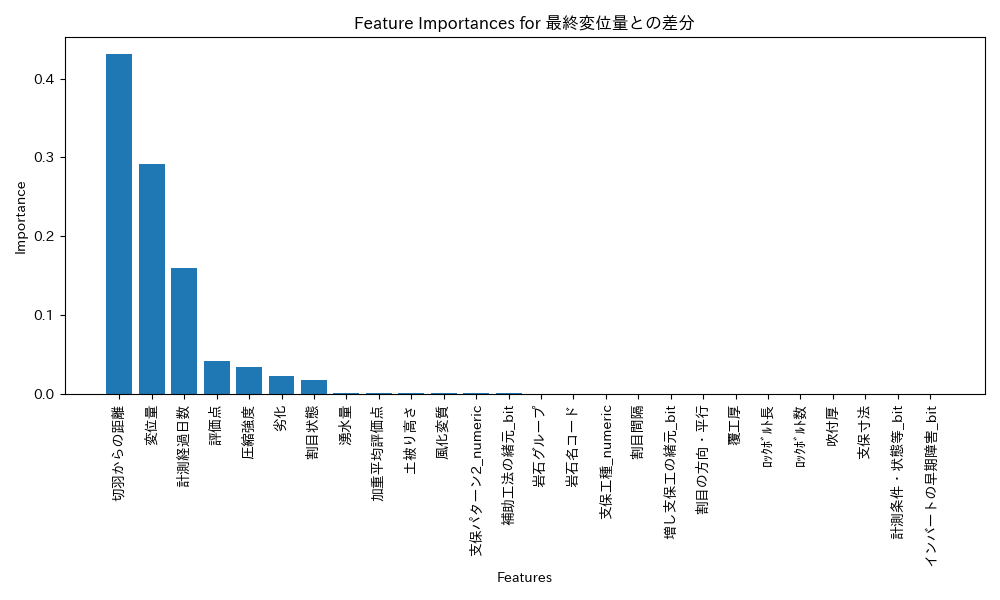 Feature Importances for 最終変位量との差分
Importance
0.4
0.3
0.2
0.1
0.0
切羽からの距離
変位量
計測経過日数
評価点
圧縮強度
劣化
割目状態
湧水量
加重平均評価点
土被り高さ
風化変質
支保パターン2_numeric
補助工法の緒元_bit
岩石グループ
岩石名コード
支保工種_numeric
割目間隔
増し支保工の緒元_bit
割目の方向・平行
覆工厚
ﾛｯｸﾎﾞﾙﾄ長
ﾛｯｸﾎﾞﾙﾄ数
吹付厚
支保寸法
計測条件・状態等_bit
インバートの早期障害_bit
Features